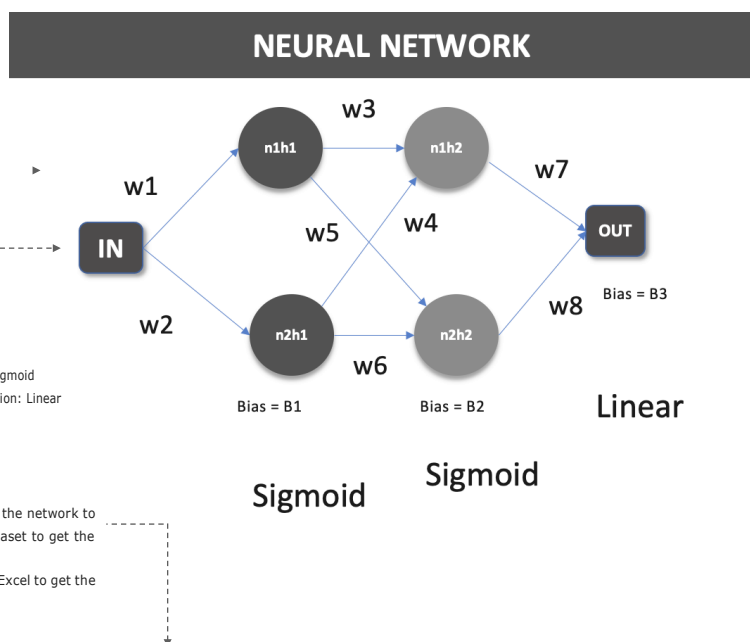 NEURAL NETWORK
w3
n1h1
n1h2
w7
w1
w5
w4
IN
OUT
w8
Bias = B3
w2
n2h1
n2h2
w6
Bias = B1
Bias = B2
Linear
gmoid
ion: Linear
Sigmoid
Sigmoid
the network to
aset to get the
Excel to get the